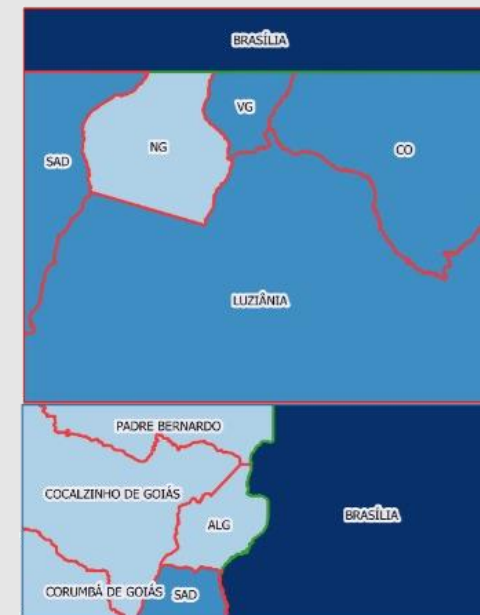 BRASÍLIA
VG
NG
CO
SAD
LUZIÂNIA
PADRE BERNARDO
COCALZINHO DE GOIÁS
BRASÍLIA
ALG
CORUMBÁ DE GOIÁS
SAD